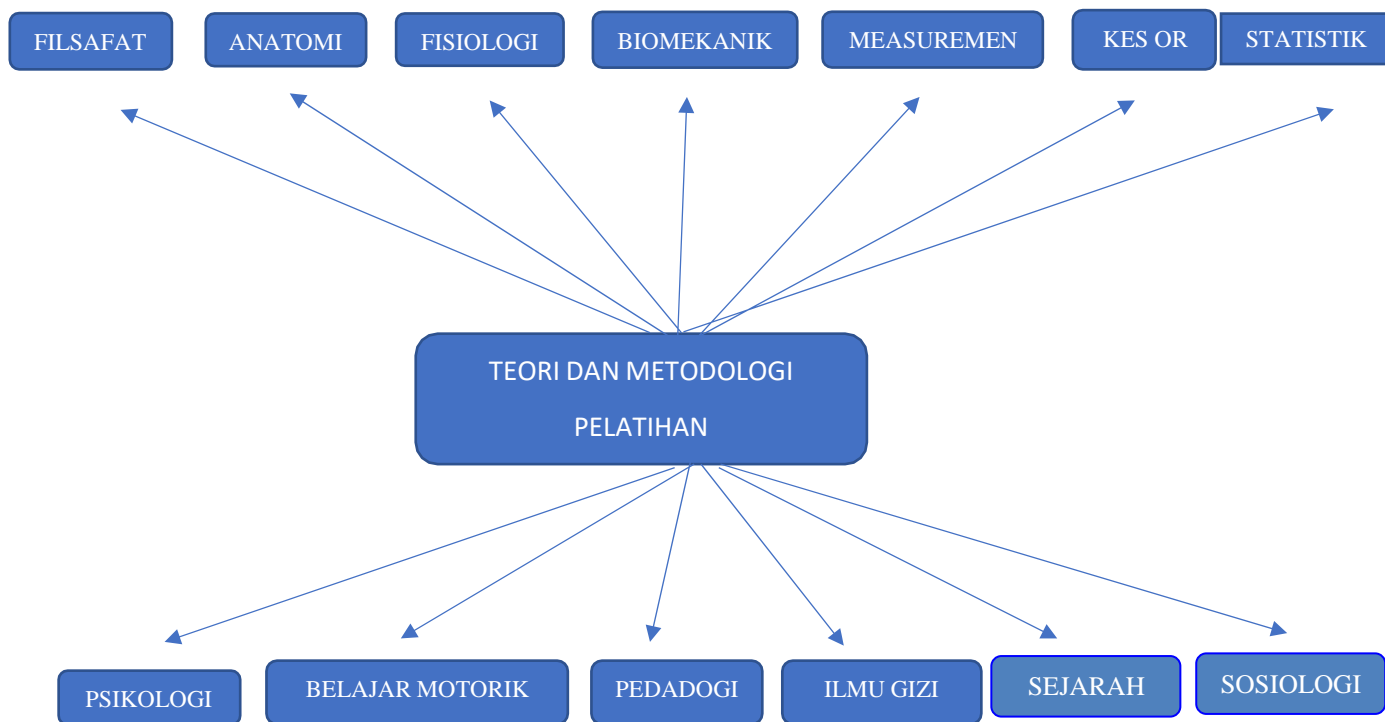 FILSAFAT
ANATOMI
FISIOLOGI
BIOMEKANIK
MEASUREMEN
KES OR
STATISTIK
TEORI DAN METODOLOGI
PELATIHAN
PSIKOLOGI
BELAJAR MOTORIK
PEDADOGI
ILMU GIZI
SEJARAH
SOSIOLOGI